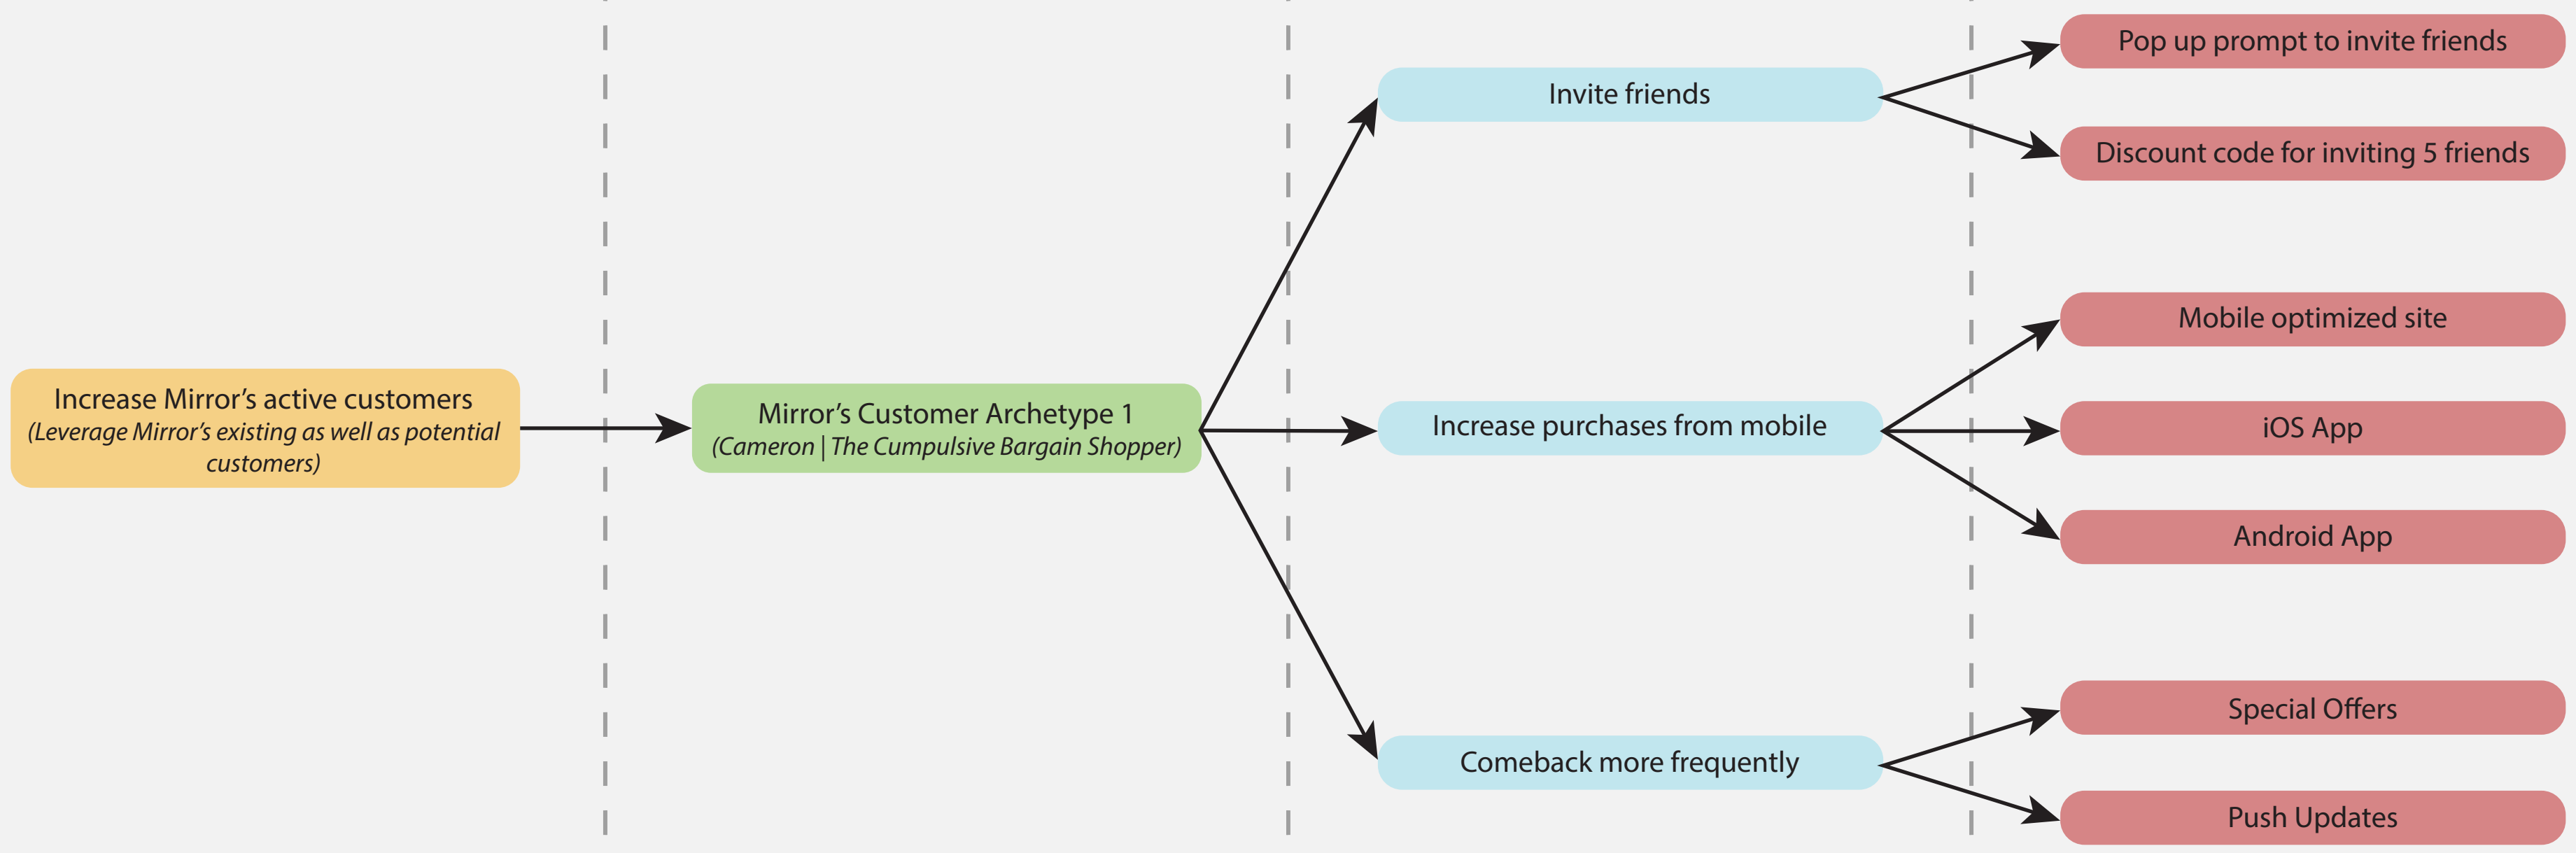 Increase Mirror’s active customers
(Leverage Mirror’s existing as well as potential
customers)
Mirror’s Customer Archetype 1
(Cameron | The Cumpulsive Bargain Shopper)
Invite friends
Pop up prompt to invite friends
Discount code for inviting 5 friends
Increase purchases from mobile
Mobile optimized site
iOS App
Android App
Comeback more frequently
Special Offers
Push Updates